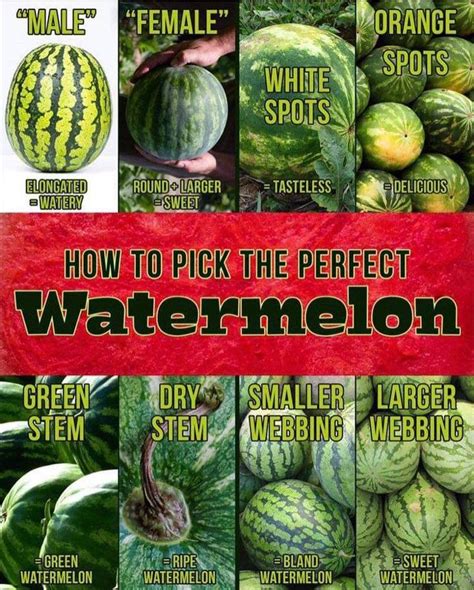 "MALE"
ELONGATED
= WATERY
"FEMALE"
ROUND + LARGER
= SWEET
WHITE
SPOTS
= TASTELESS
ORANGE
SPOTS
= DELICIOUS
HOW TO PICK THE PERFECT
Watermelon
GREEN
STEM
= GREEN
WATERMELON
DRY
STEM
= RIPE
WATERMELON
SMALLER
WEBBING
= BLAND
WATERMELON
LARGER
WEBBING
= SWEET
WATERMELON